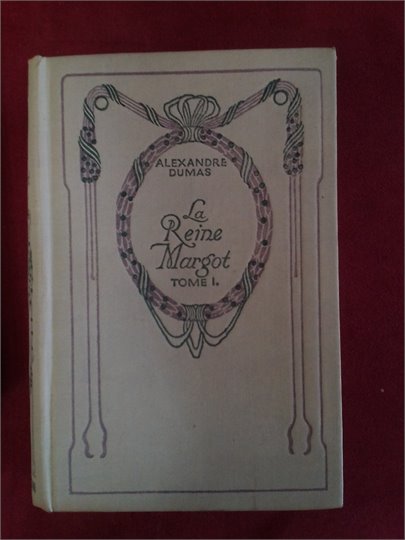 ALEXANDRE
DUMAS
La
Reine
Margot
TOME I.